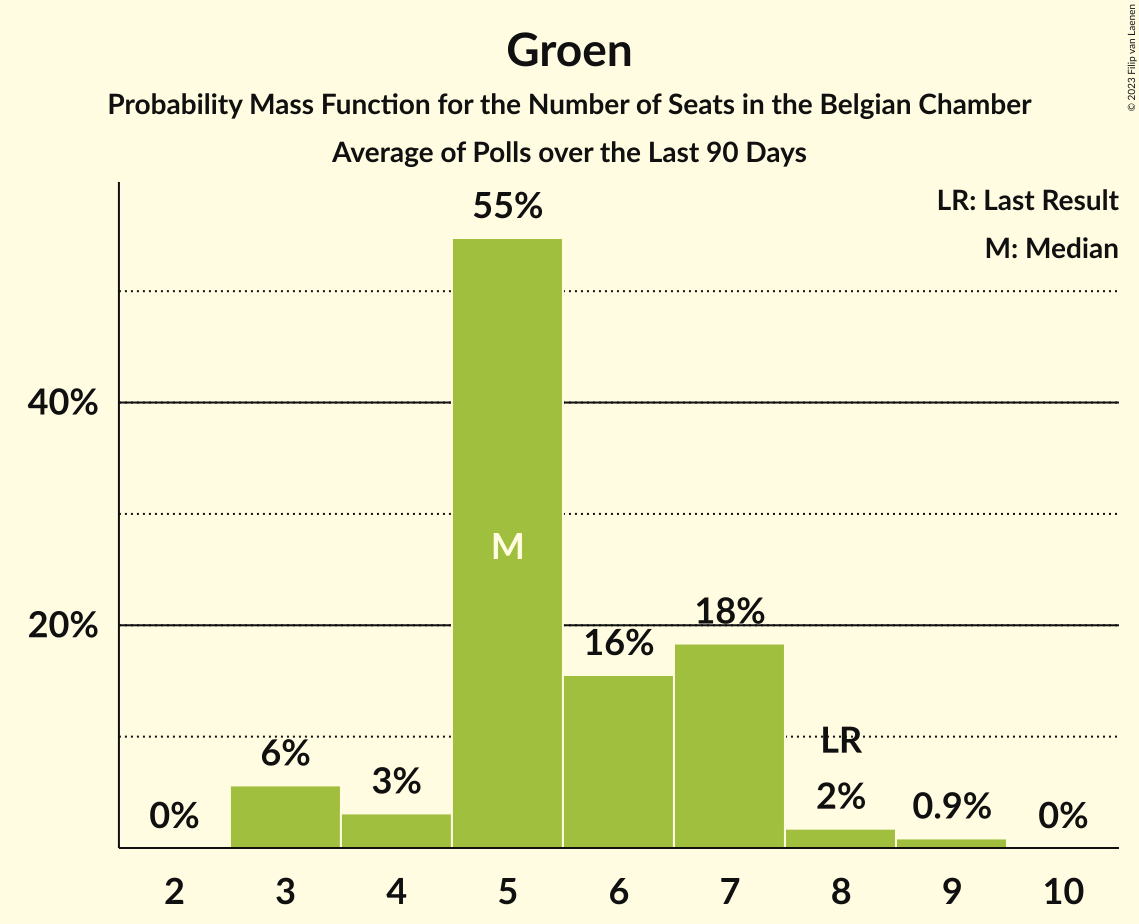 Groen
Probability Mass Function for the Number of Seats in the Belgian Chamber
Average of Polls over the Last 90 Days
© 2023 Filip van Laenen
LR: Last Result
M: Median
55%
40%
M
20%
18%
16%
6%
3%
LR
2%
0.9%
0%
0%
2 3 4 5 6 7 8 9 10